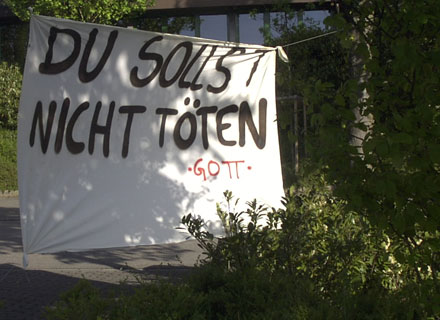 DU SOLLST
NICHT TÖTEN
·GOTT·